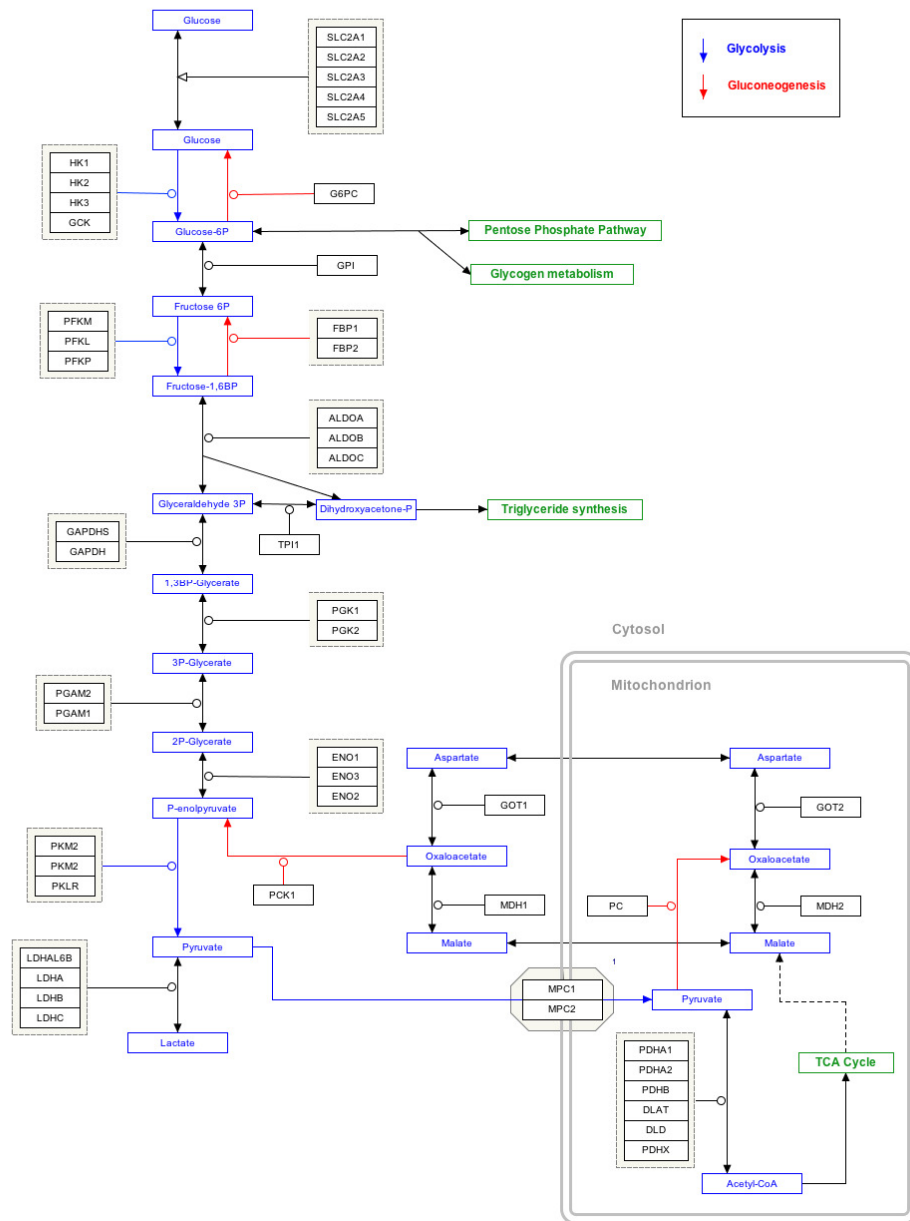 Glucose
SLC2A1
SLC2A2
SLC2A3
SLC2A4
SLC2A5
Glycolysis
Gluconeogenesis
Glucose
HK1
HK2
HK3
GCK
G6PC
Glucose-6P
Pentose Phosphate Pathway
Glycogen metabolism
GPI
Fructose 6P
PFKM
PFKL
PFKP
FBP1
FBP2
Fructose-1,6BP
ALDOA
ALDOB
ALDOC
Glyceraldehyde 3P
Dihydroxyacetone-P
Triglyceride synthesis
TPI1
GAPDHS
GAPDH
1,3BP-Glycerate
PGK1
PGK2
Cytosol
3P-Glycerate
Mitochondrion
PGAM2
PGAM1
2P-Glycerate
ENO1
ENO3
ENO2
Aspartate
Aspartate
P-enolpyruvate
GOT1
GOT2
PKM2
PKM2
PKLR
Oxaloacetate
Oxaloacetate
PCK1
MDH1
PC
MDH2
Pyruvate
Malate
Malate
LDHAL6B
LDHA
LDHB
LDHC
1
MPC1
MPC2
Pyruvate
Lactate
PDHA1
PDHA2
PDHB
DLAT
DLD
PDHX
TCA Cycle
Acetyl-CoA